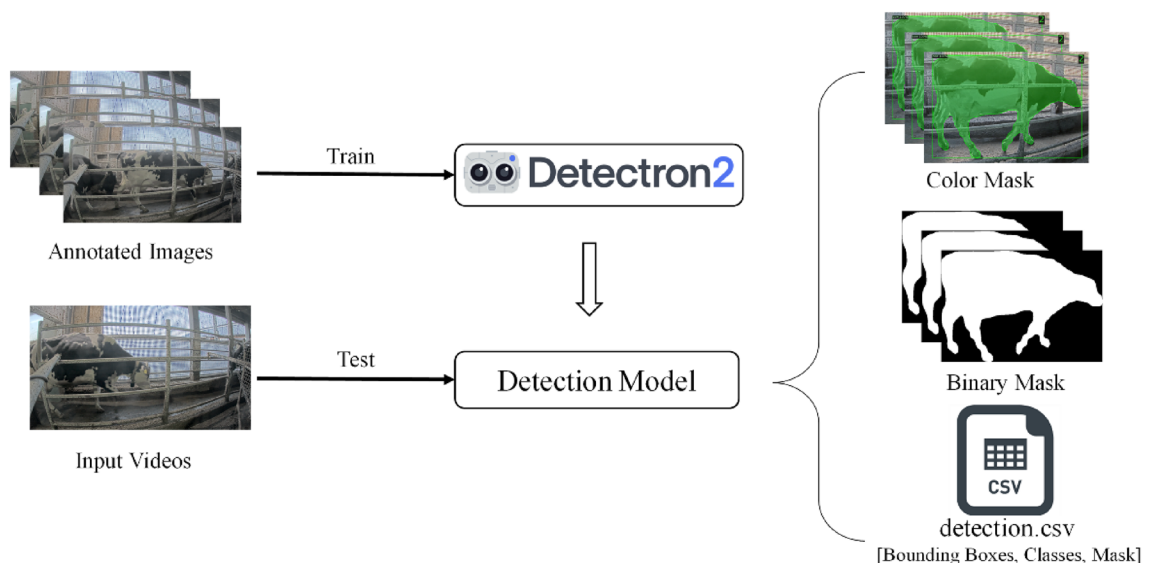 Train
Detectron2
Annotated Images
Test
Detection Model
Input Videos
Color Mask
Binary Mask
CSV
detection.csv
[Bounding Boxes, Classes, Mask]